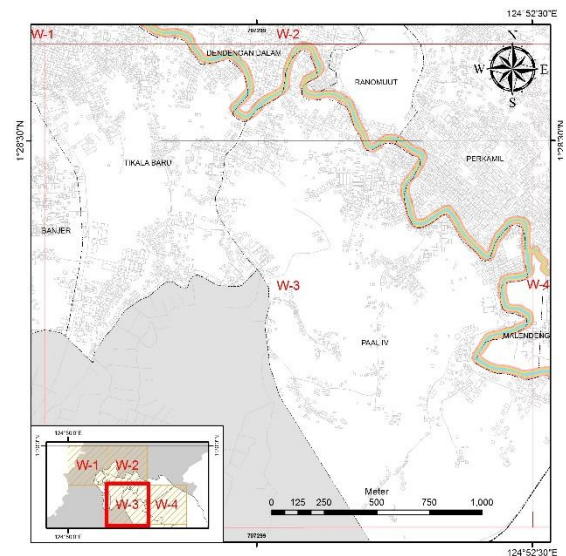 707299
124°52'30"E
W-1
W-2
N
W
E
S
DENDENGAN DALAM
RANOMUUT
1°28'30"N
1°28'30"N
TIKALA BARU
PERKAMIL
BANJER
W-3
W-4
PAAL IV
MALENDENG
124°50'0"E
W-1
W-2
W-3
W-4
124°50'0"E
Meter
0 125 250 500 750 1,000
707299
124°52'30"E